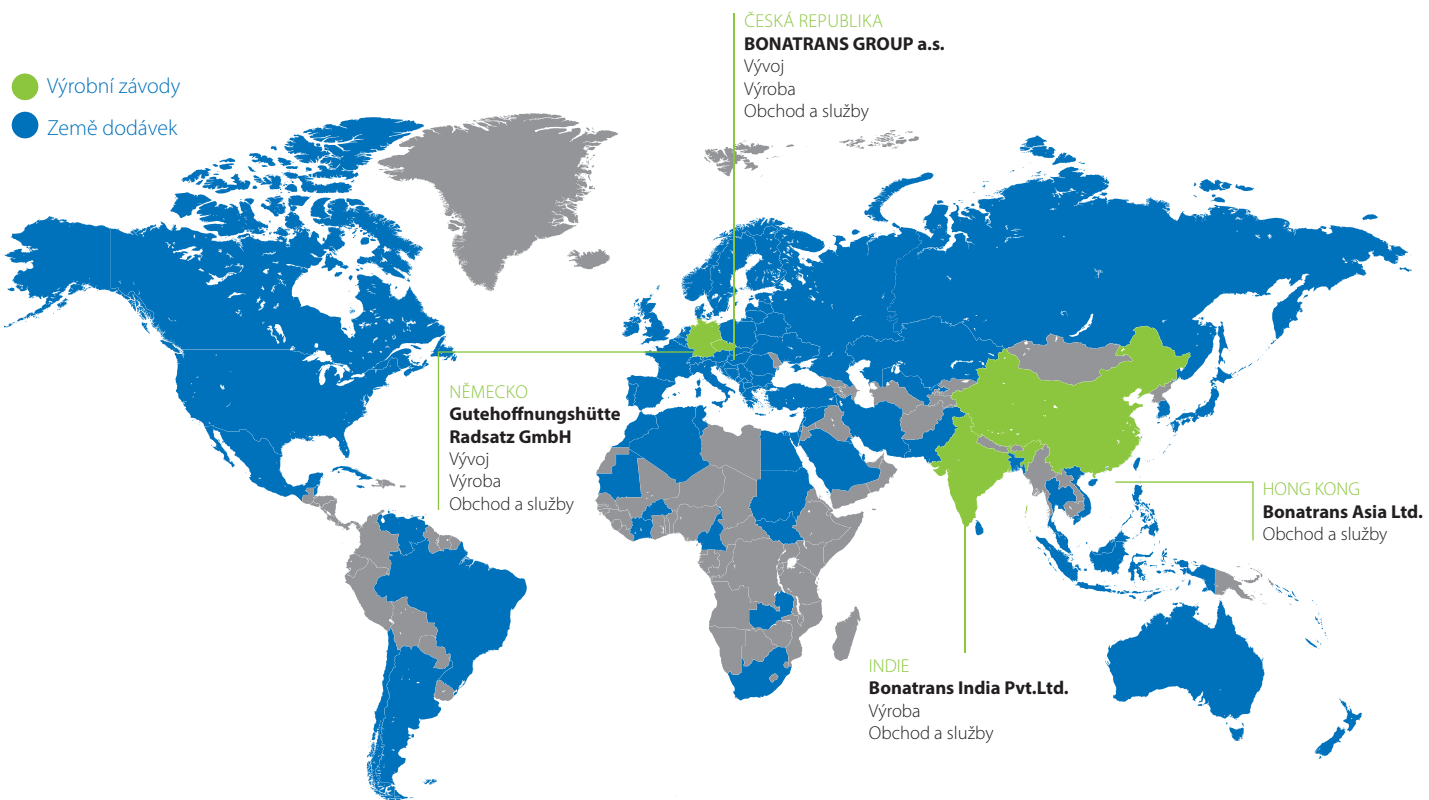 ČESKÁ REPUBLIKA
BONATRANS GROUP a.s.
Vývoj
Výroba
Obchod a služby
Výrobní závody
Země dodávek
NĚMECKO
Gutehoffnungshütte
Radsatz GmbH
Vývoj
Výroba
Obchod a služby
HONG KONG
Bonatrans Asia Ltd.
Obchod a služby
INDIE
Bonatrans India Pvt.Ltd.
Výroba
Obchod a služby